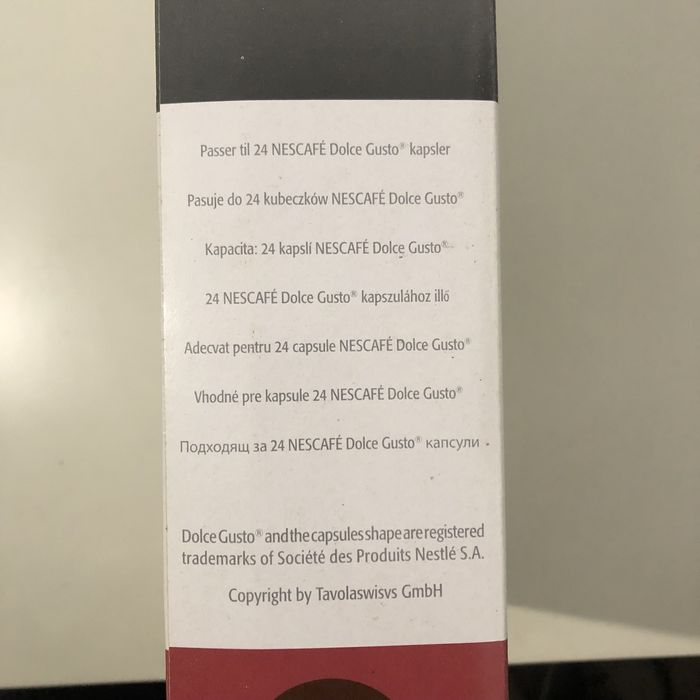 Passer til 24 NESCAFÉ Dolce Gusto® kapsler
Pasuje do 24 kubeczków NESCAFÉ Dolce Gusto®
Kapacita: 24 kapslí NESCAFÉ Dolce Gusto®
24 NESCAFÉ Dolce Gusto® kapszulához illő
Adecvat pentru 24 capsule NESCAFÉ Dolce Gusto®
Vhodné pre kapsule 24 NESCAFÉ Dolce Gusto®
Подходящ за 24 NESCAFÉ Dolce Gusto® капсули
Dolce Gusto® and the capsules shape are registered
trademarks of Société des Produits Nestlé S.A.
Copyright by Tavolaswisvs GmbH